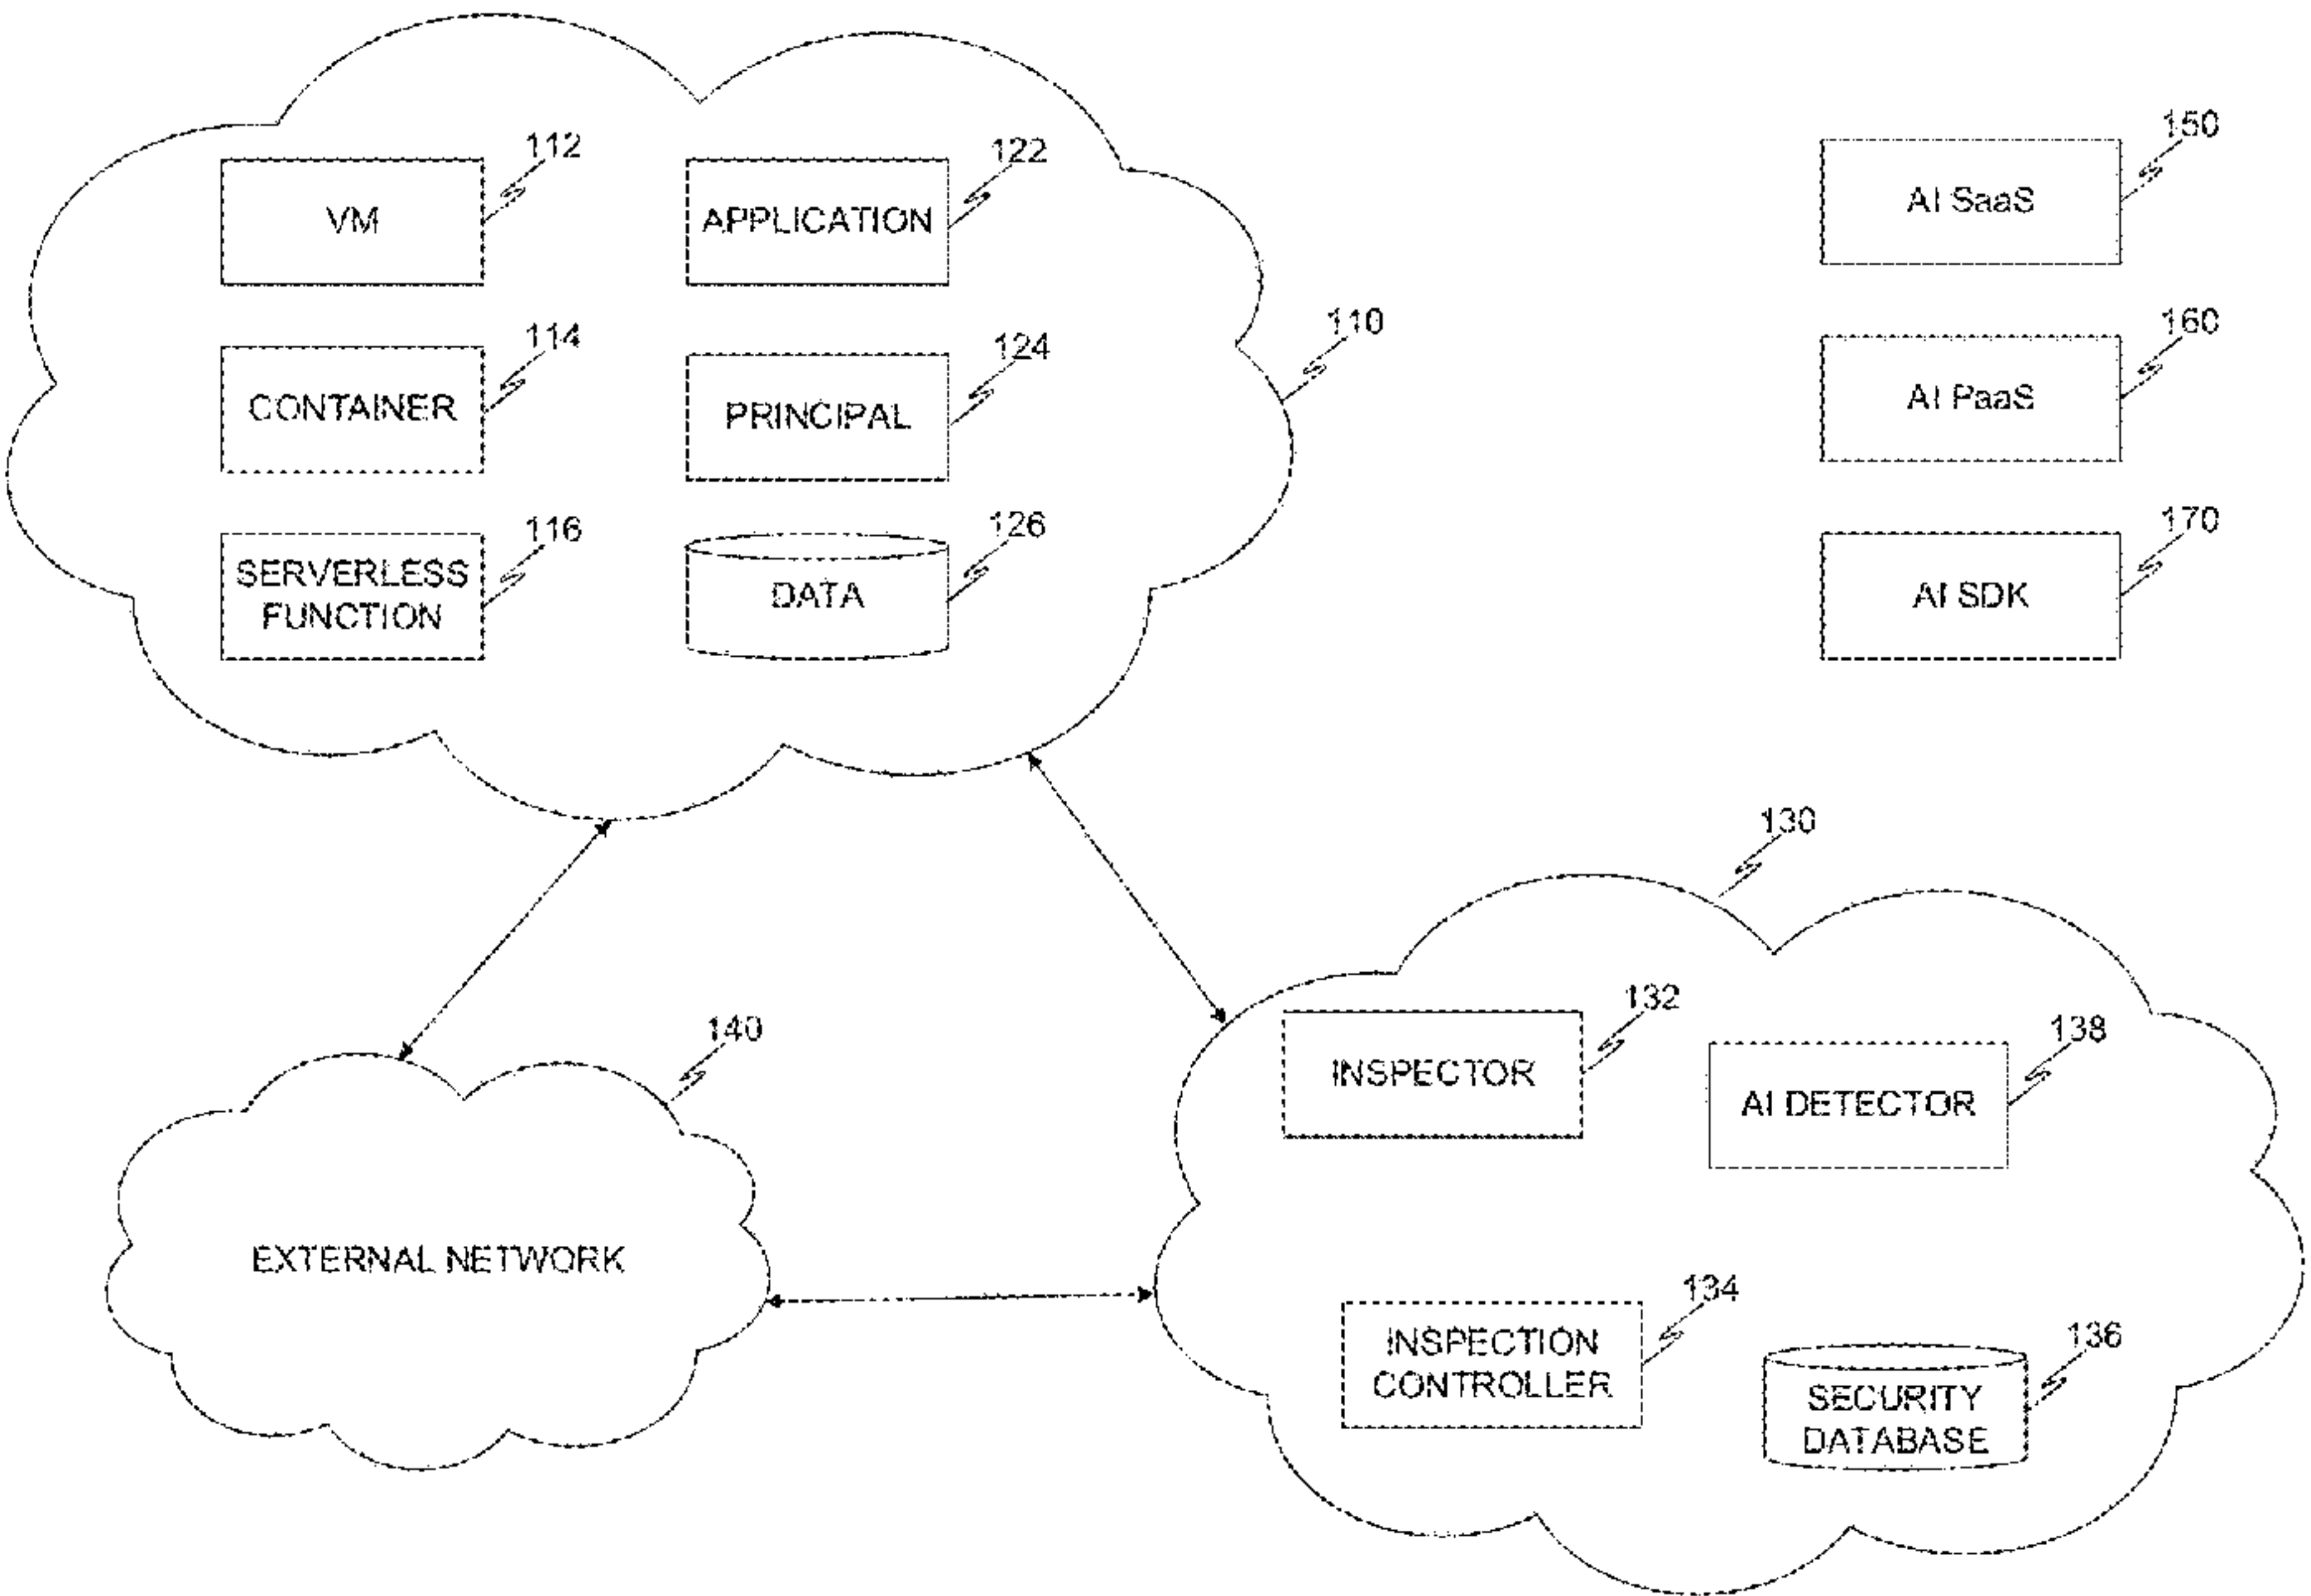 112
VM
122
APPLICATION
150
AI SaaS
110
114
CONTAINER
124
PRINCIPAL
160
AI PaaS
116
SERVERLESS
FUNCTION
126
DATA
170
AI SDK
130
132
INSPECTOR
138
AI DETECTOR
140
EXTERNAL NETWORK
134
INSPECTION
CONTROLLER
136
SECURITY
DATABASE